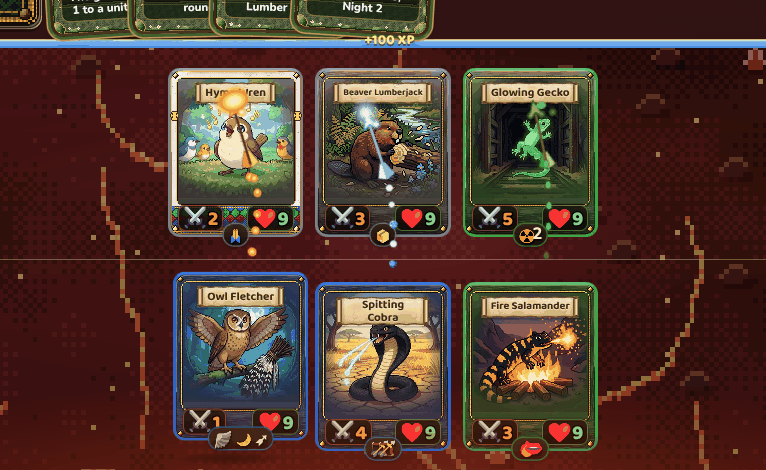 1 to a unit
roun
Lumber
Night 2
+100 XP
Beaver Lumberjack
Glowing Gecko
2
9
3
9
5
9
2
Owl Fletcher
Spitting
Cobra
Fire Salamander
1
9
4
9
3
9